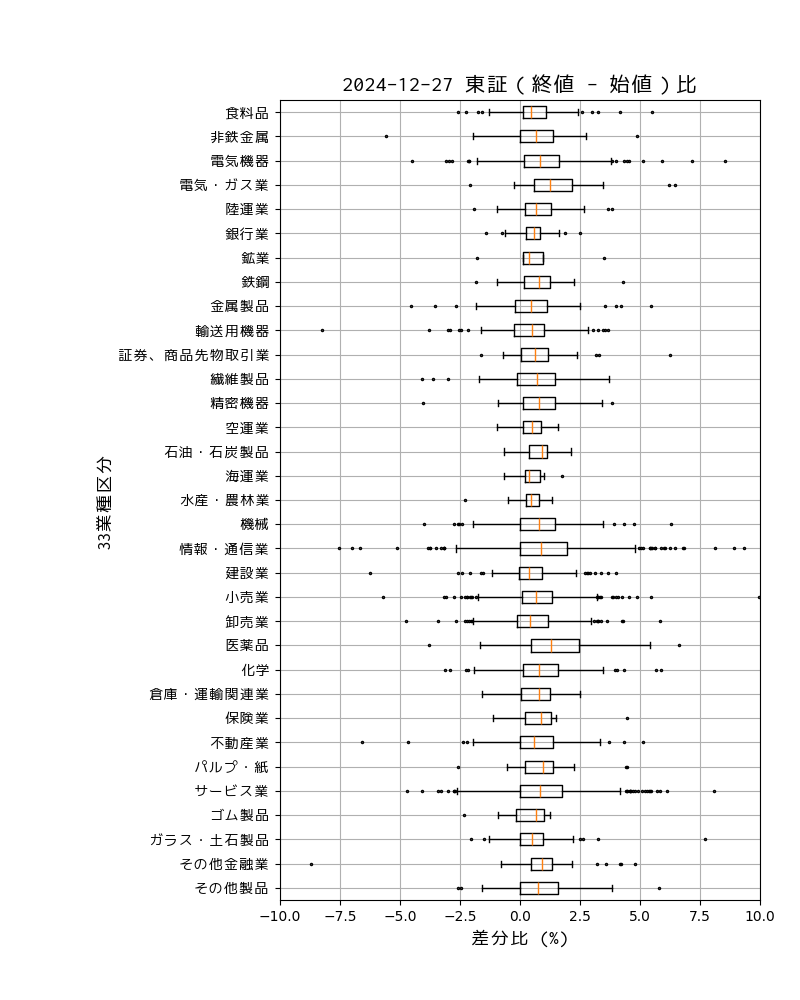 2024-12-27 東証（終値 - 始値）比
食料品
非鉄金属
電気機器
電気・ガス業
陸運業
銀行業
鉱業
鉄鋼
金属製品
輸送用機器
証券、商品先物取引業
繊維製品
精密機器
空運業
石油・石炭製品
海運業
水産・農林業
機械
情報・通信業
建設業
小売業
卸売業
医薬品
化学
倉庫・運輸関連業
保険業
不動産業
パルプ・紙
サービス業
ゴム製品
ガラス・土石製品
その他金融業
その他製品
33業種区分
−10.0 −7.5 −5.0 −2.5 0.0 2.5 5.0 7.5 10.0
差分比 (%)